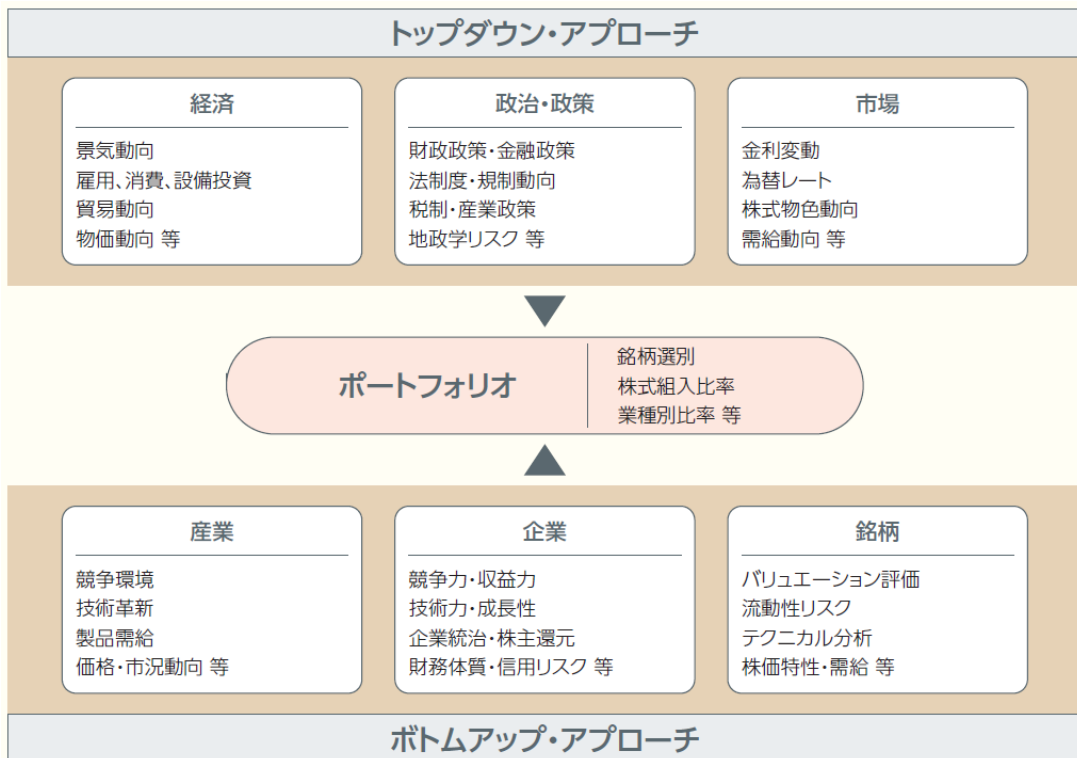 トップダウン・アプローチ
経済
景気動向
雇用、消費、設備投資
貿易動向
物価動向 等
政治・政策
財政政策・金融政策
法制度・規制動向
税制・産業政策
地政学リスク 等
市場
金利変動
為替レート
株式物色動向
需給動向 等
ポートフォリオ
銘柄選別
株式組入比率
業種別比率 等
産業
競争環境
技術革新
製品需給
価格・市況動向 等
企業
競争力・収益力
技術力・成長性
企業統治・株主還元
財務体質・信用リスク 等
銘柄
バリュエーション評価
流動性リスク
テクニカル分析
株価特性・需給 等
ボトムアップ・アプローチ